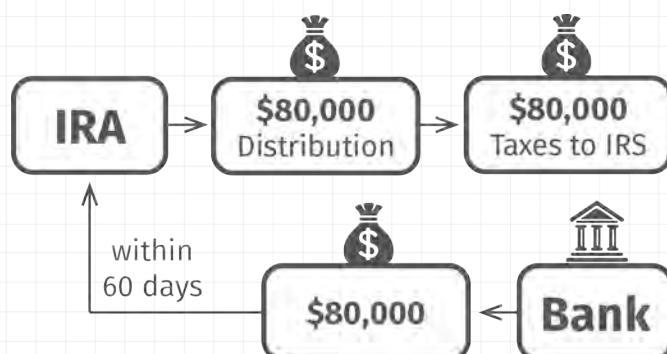 IRA
$80,000
Distribution
$80,000
Taxes to IRS
within
60 days
$80,000
Bank